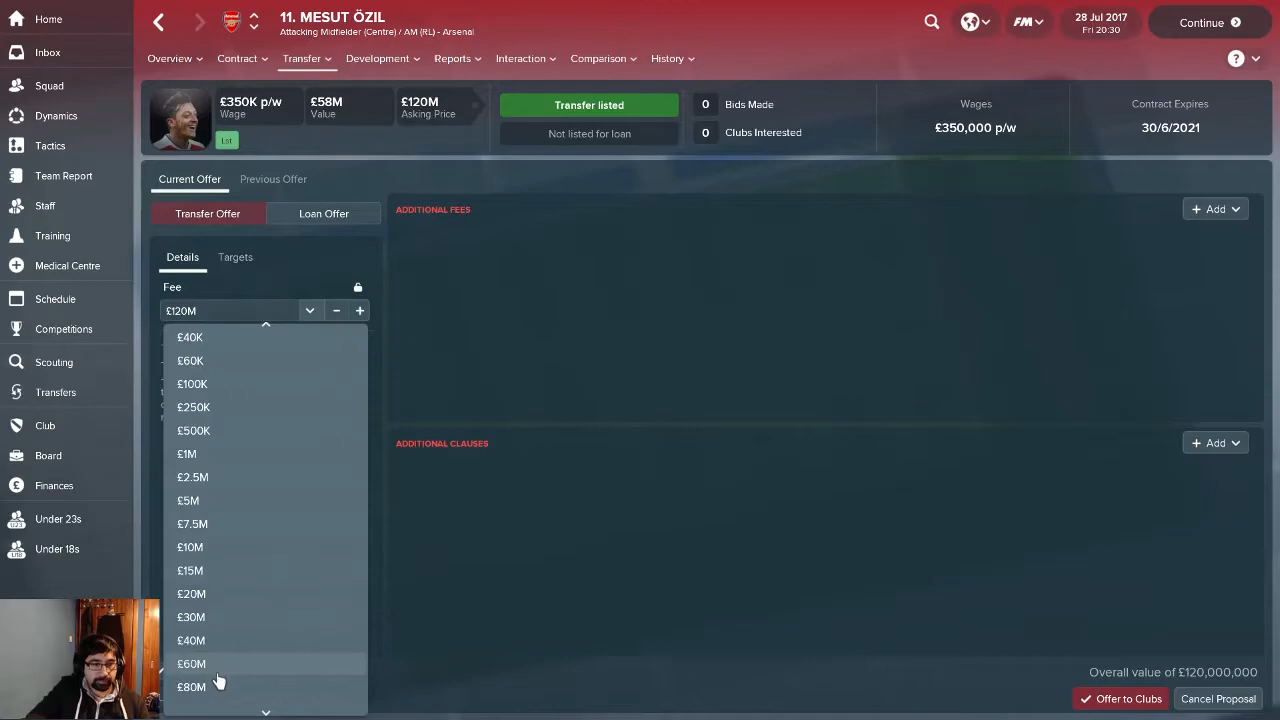 Home
Inbox
Squad
Dynamics
Tactics
Team Report
Staff
Training
Medical Centre
Schedule
Competitions
Scouting
Transfers
Club
Board
Finances
Under 23s
Under 18s
11. MESUT ÖZIL
Attacking Midfielder (Centre) / AM (RL) - Arsenal
FM
28 Jul 2017
Fri 20:30
Continue
Overview
Contract
Transfer
Development
Reports
Interaction
Comparison
History
?
£350K p/w
Wage
Lst
£58M
Value
£120M
Asking Price
Transfer listed
Not listed for loan
0 Bids Made
0 Clubs Interested
Wages
£350,000 p/w
Contract Expires
30/6/2021
Current Offer
Previous Offer
Transfer Offer
Loan Offer
Details
Targets
Fee
£120M
£40K
£60K
£100K
£250K
£500K
£1M
£2.5M
£5M
£7.5M
£10M
£15M
£20M
£30M
£40M
£60M
£80M
ADDITIONAL FEES
+ Add
ADDITIONAL CLAUSES
+ Add
Overall value of £120,000,000
Offer to Clubs
Cancel Proposal